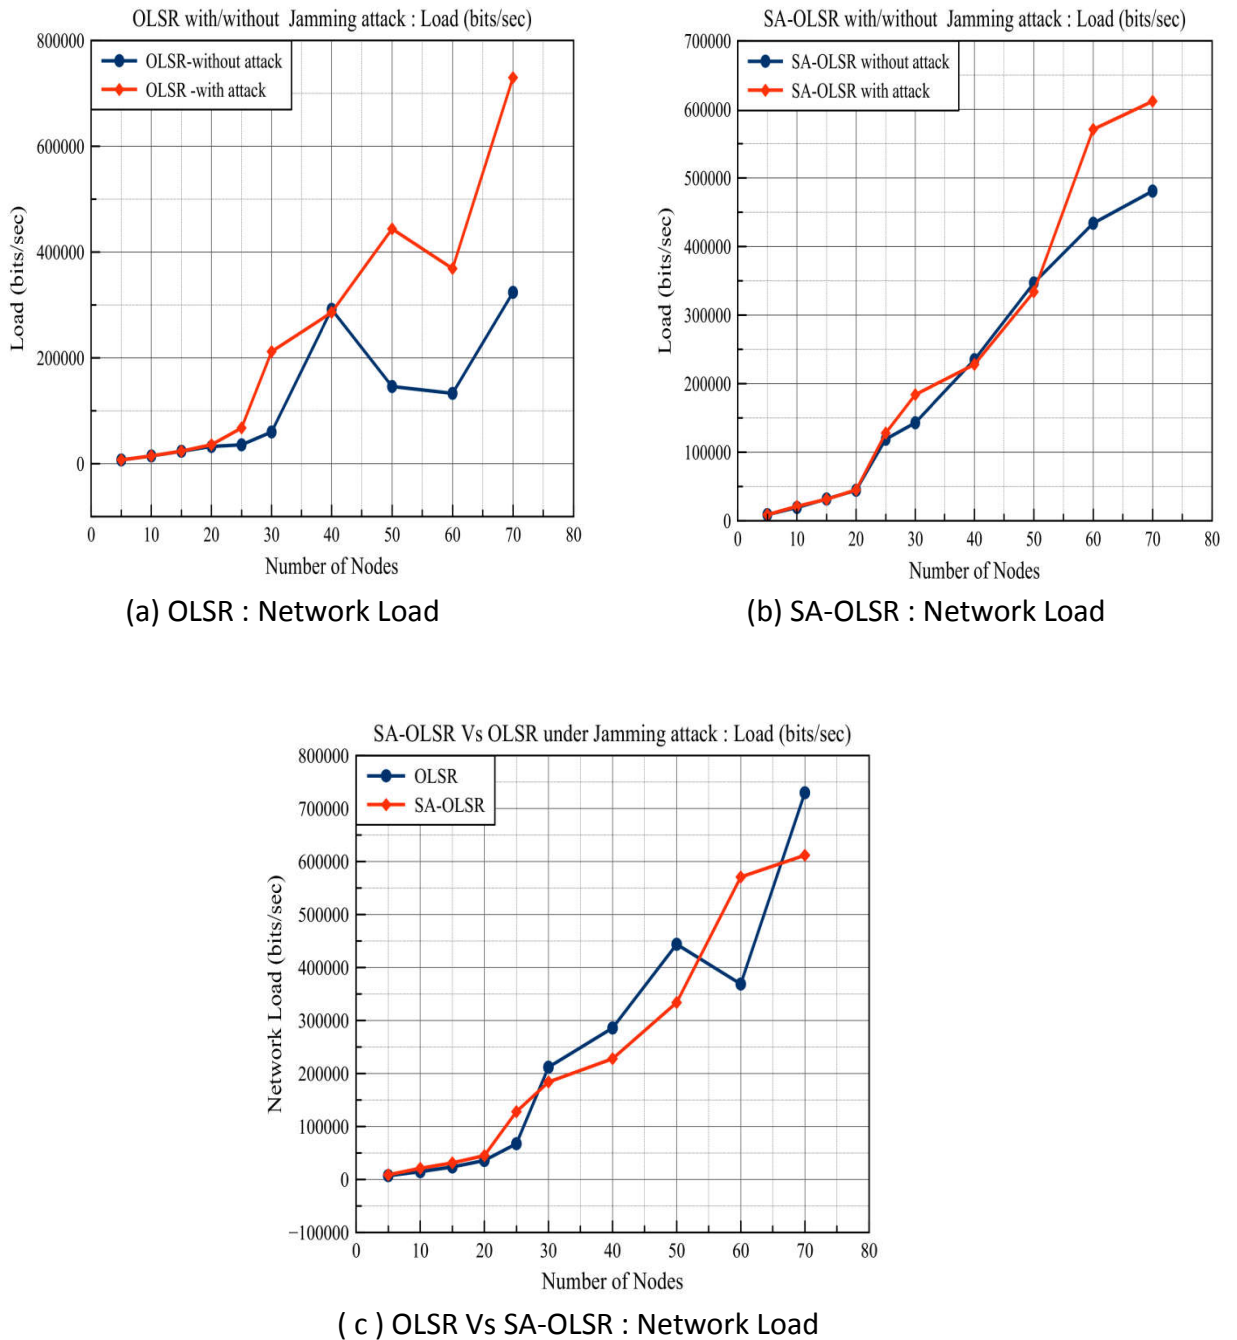 OLSR with/without Jamming attack : Load (bits/sec)
800000
600000
400000
200000
0
OLSR-without attack
OLSR -with attack
Load (bits/sec)
0 10 20 30 40 50 60 70 80
Number of Nodes
(a) OLSR : Network Load
SA-OLSR with/without Jamming attack : Load (bits/sec)
700000
600000
500000
400000
300000
200000
100000
0
SA-OLSR without attack
SA-OLSR with attack
Load (bits/sec)
0 10 20 30 40 50 60 70 80
Number of Nodes
(b) SA-OLSR : Network Load
SA-OLSR Vs OLSR under Jamming attack : Load (bits/sec)
800000
700000
600000
500000
400000
300000
200000
100000
0
−100000
OLSR
SA-OLSR
Network Load (bits/sec)
0 10 20 30 40 50 60 70 80
Number of Nodes
( c ) OLSR Vs SA-OLSR : Network Load